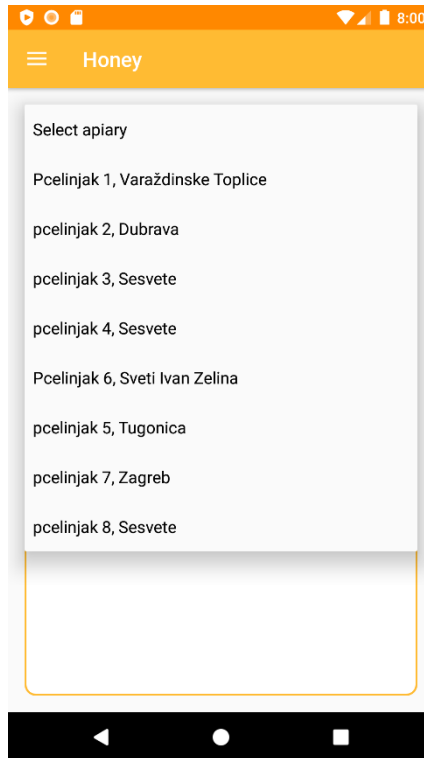 8:00
Honey
Select apiary
Pcelinjak 1, Varaždinske Toplice
pcelinjak 2, Dubrava
pcelinjak 3, Sesvete
pcelinjak 4, Sesvete
Pcelinjak 6, Sveti Ivan Zelina
pcelinjak 5, Tugonica
pcelinjak 7, Zagreb
pcelinjak 8, Sesvete